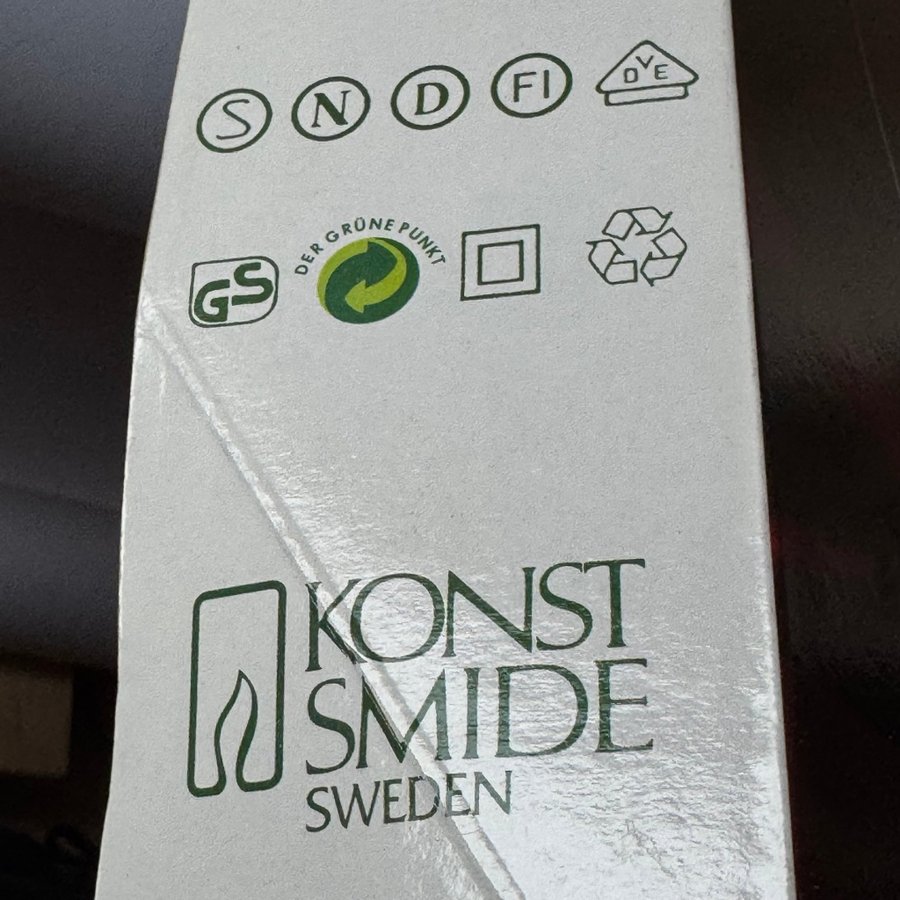 S N D FI DVE
GS DER GRÜNE PUNKT
KONST
SMIDE
SWEDEN